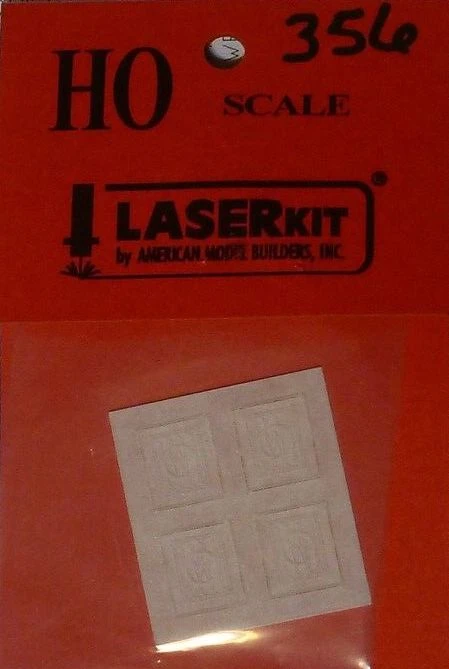 356
HO SCALE
LASERKIT®
by AMERICAN MODEL BUILDERS, INC.